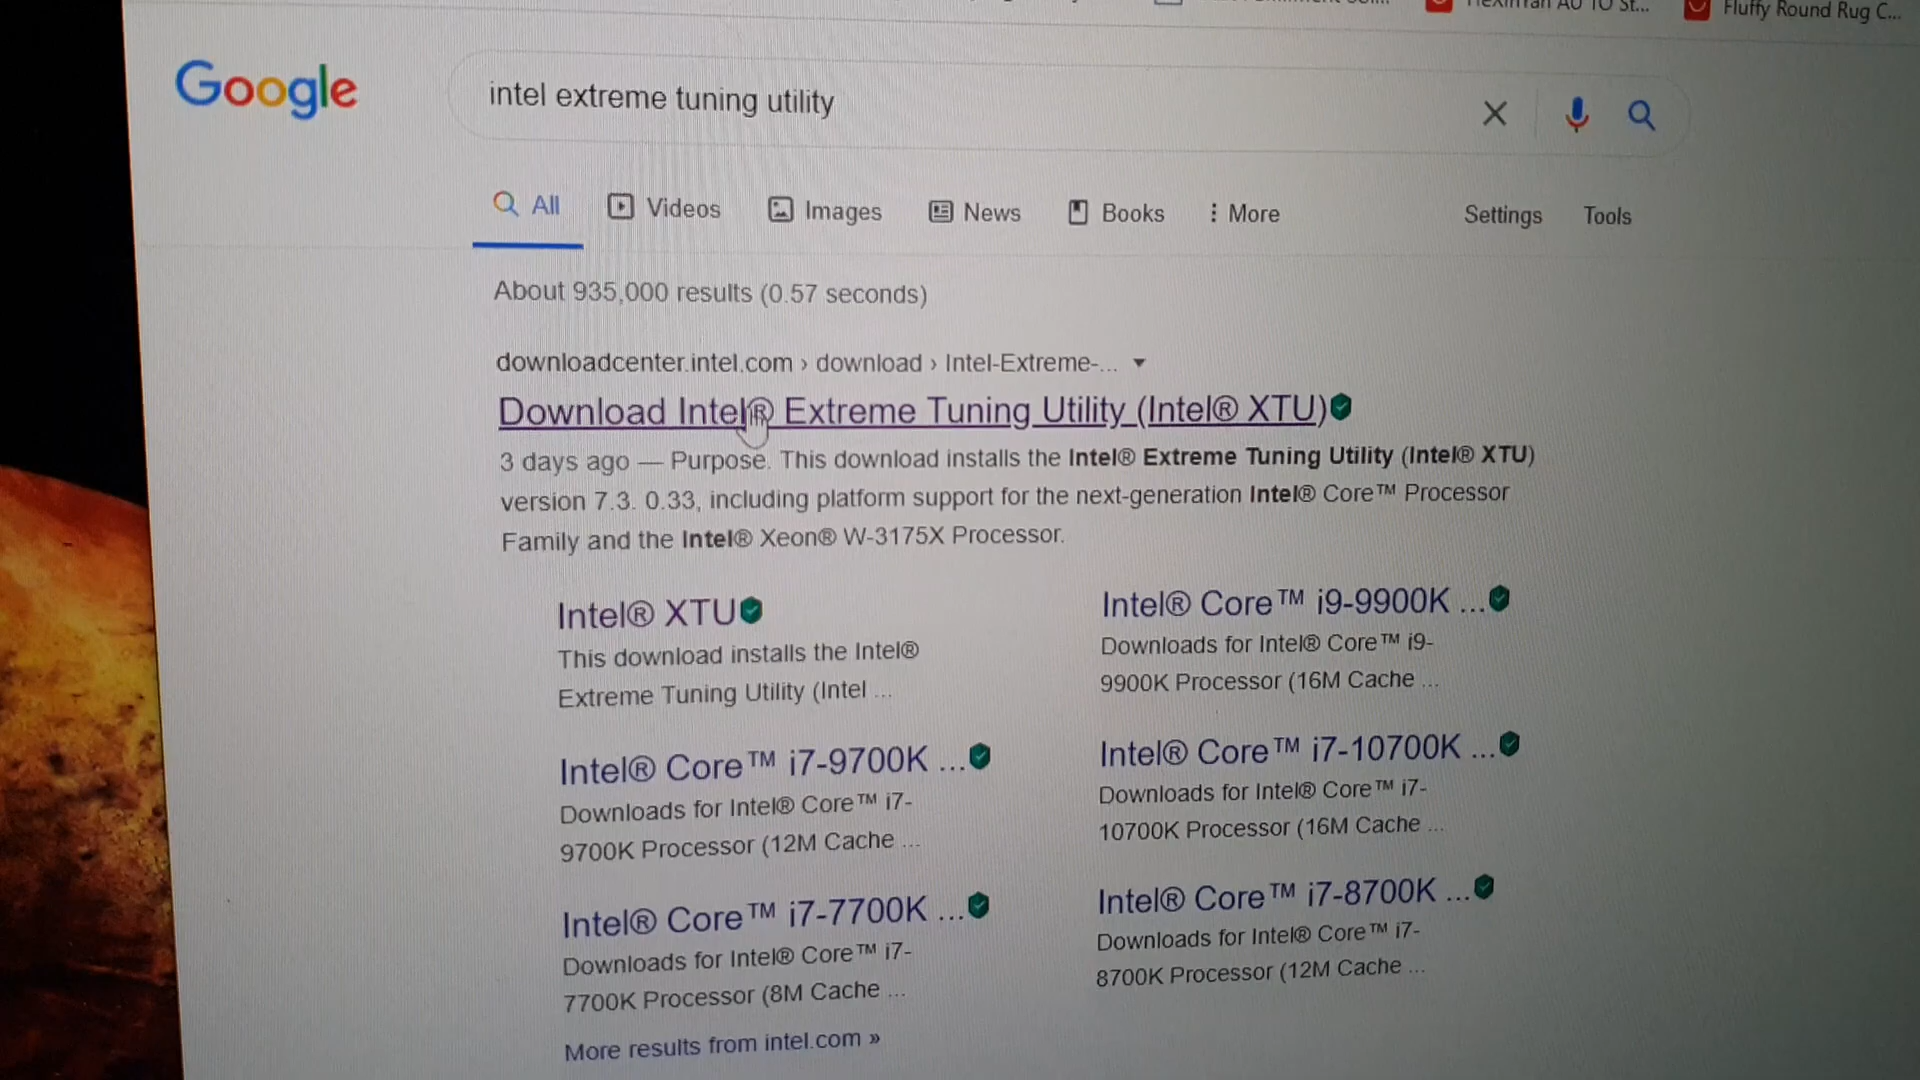 Fluffy Round Rug C...
Google
intel extreme tuning utility
All
Videos
Images
News
Books
More
Settings
Tools
About 935,000 results (0.57 seconds)
downloadcenter.intel.com › download › Intel-Extreme-...
Download Intel® Extreme Tuning Utility (Intel® XTU)
3 days ago — Purpose. This download installs the Intel® Extreme Tuning Utility (Intel® XTU)
version 7.3. 0.33, including platform support for the next-generation Intel® Core™ Processor
Family and the Intel® Xeon® W-3175X Processor.
Intel® XTU
This download installs the Intel®
Extreme Tuning Utility (Intel ...
Intel® Core™ i9-9900K ...
Downloads for Intel® Core™ i9-
9900K Processor (16M Cache ...
Intel® Core™ i7-9700K ...
Downloads for Intel® Core™ i7-
9700K Processor (12M Cache ...
Intel® Core™ i7-10700K ...
Downloads for Intel® Core™ i7-
10700K Processor (16M Cache ...
Intel® Core™ i7-7700K ...
Downloads for Intel® Core™ i7-
7700K Processor (8M Cache ...
Intel® Core™ i7-8700K ...
Downloads for Intel® Core™ i7-
8700K Processor (12M Cache ...
More results from intel.com »